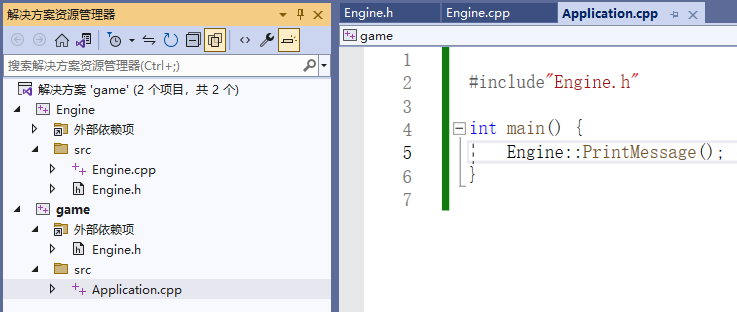 解决方案资源管理器
搜索解决方案资源管理器(Ctrl+;)
解决方案 'game' (2 个项目，共 2 个)
Engine
外部依赖项
src
Engine.cpp
Engine.h
game
外部依赖项
Engine.h
src
Application.cpp
Engine.h
Engine.cpp
Application.cpp
game
1
2 #include"Engine.h"
3
4 int main() {
5 Engine::PrintMessage();
6 }
7